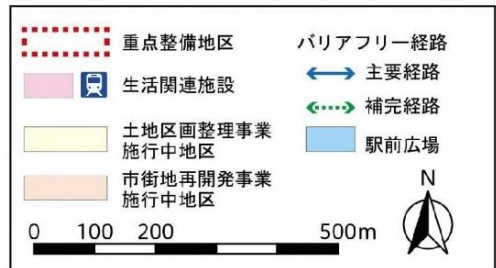 重点整備地区
生活関連施設
土地区画整理事業
施行中地区
市街地再開発事業
施行中地区
バリアフリー経路
主要経路
補完経路
駅前広場
N
0 100 200 500m